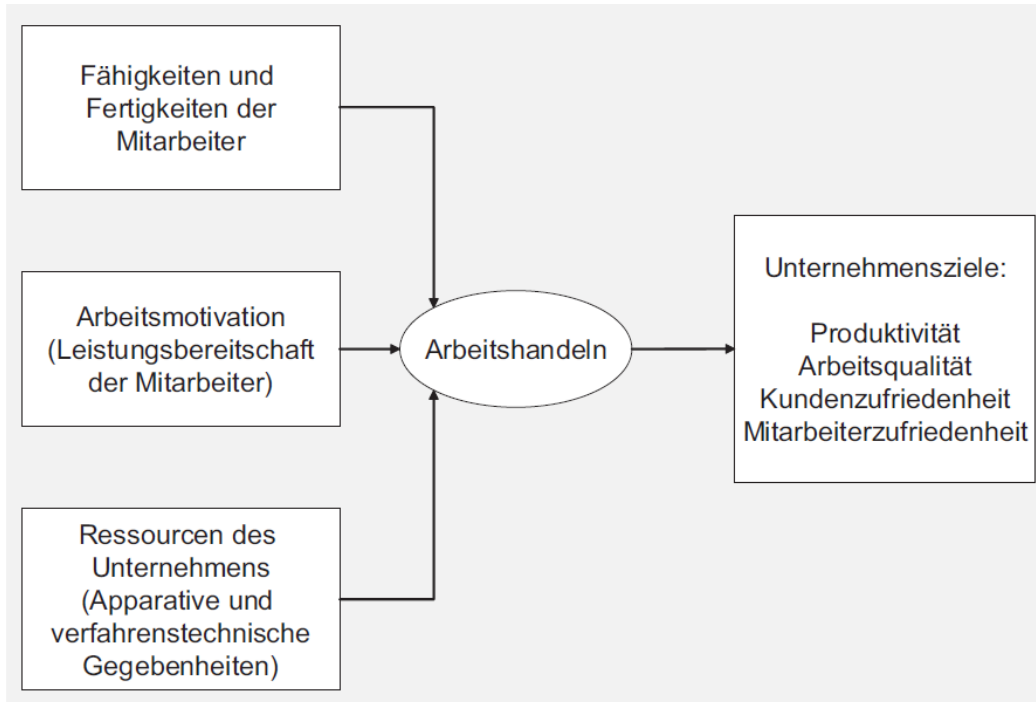 Fähigkeiten und
Fertigkeiten der
Mitarbeiter
Arbeitsmotivation
(Leistungsbereitschaft
der Mitarbeiter)
Ressourcen des
Unternehmens
(Apparative und
verfahrenstechnische
Gegebenheiten)
Arbeitshandeln
Unternehmensziele:
Produktivität
Arbeitsqualität
Kundenzufriedenheit
Mitarbeiterzufriedenheit